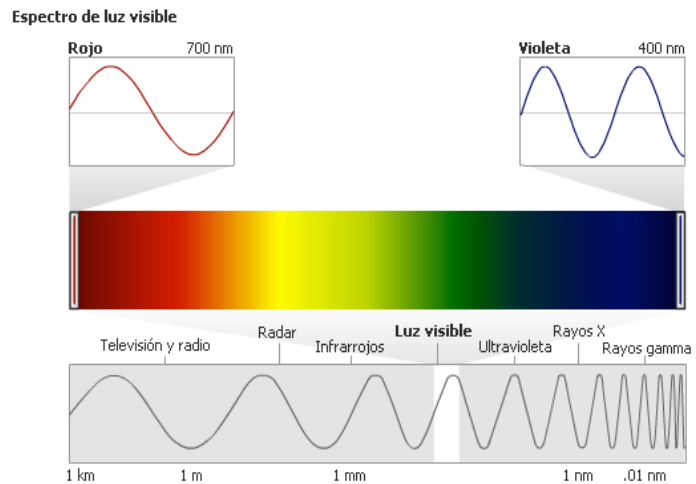 Espectro de luz visible
Rojo 700 nm
Violeta 400 nm
Televisión y radio
Radar
Infrarrojos
Luz visible
Ultravioleta
Rayos X
Rayos gamma
1 km 1 m 1 mm 1 nm .01 nm